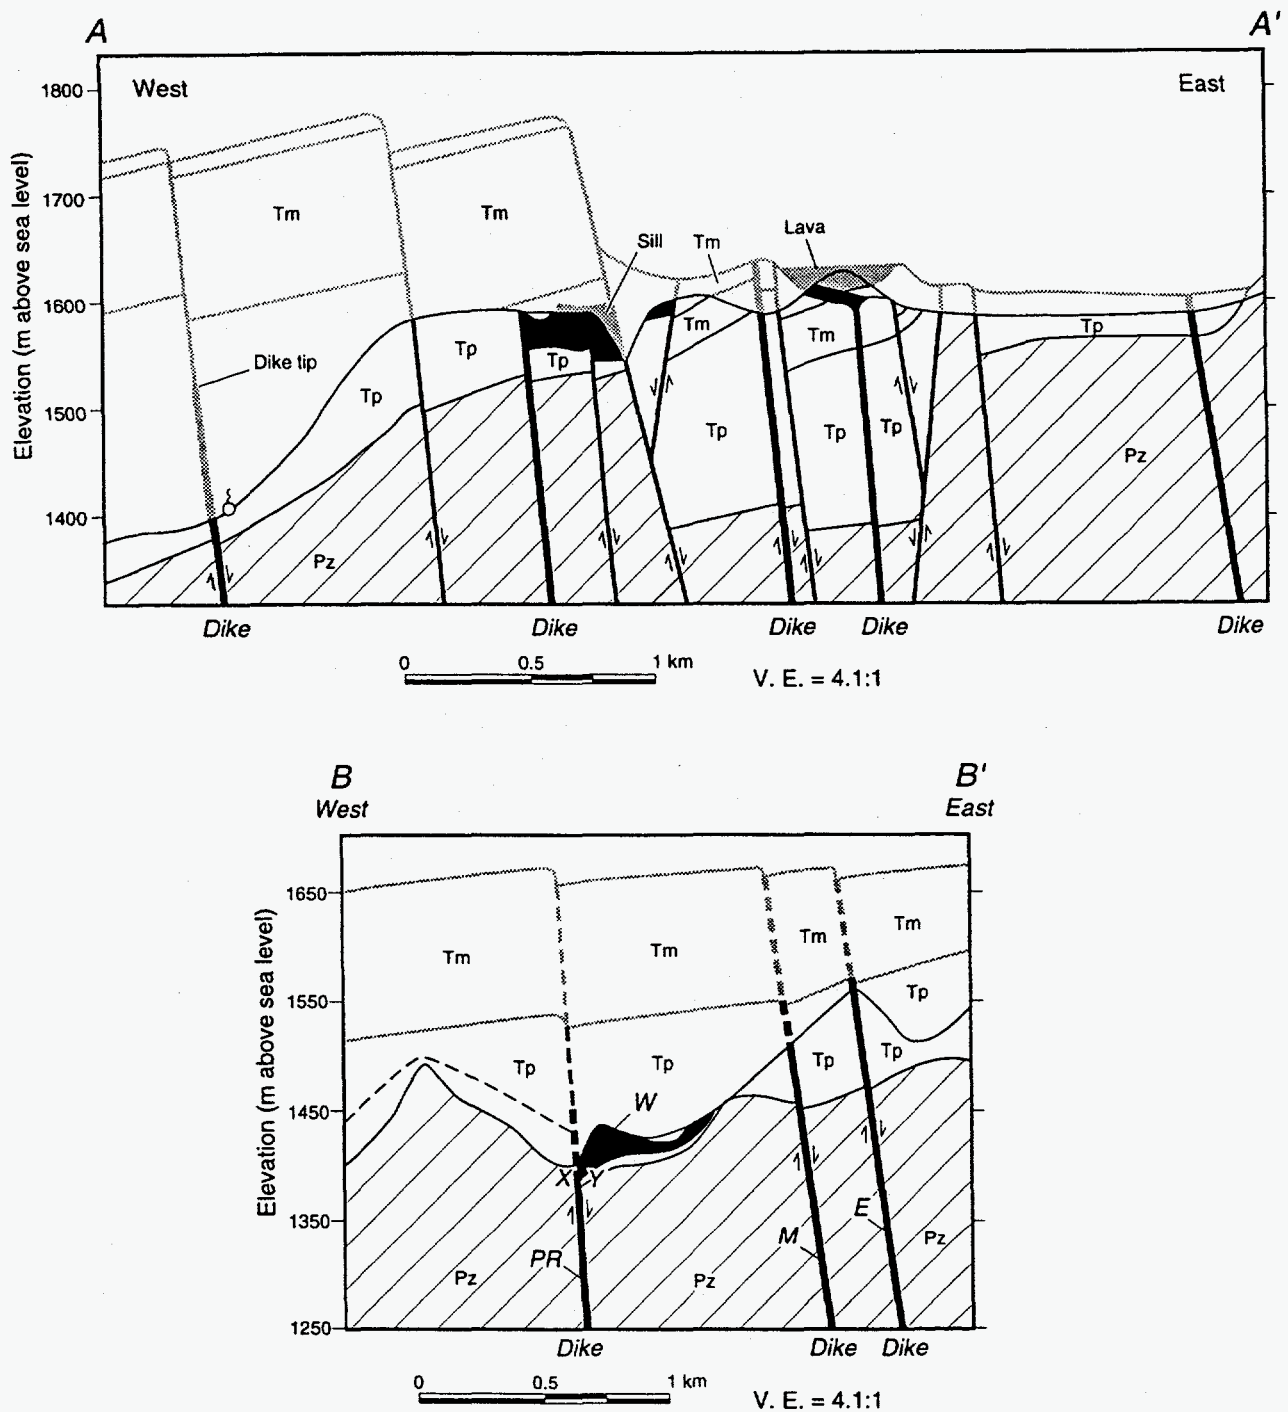 A A'
West East
Elevation (m above sea level)
1800
1700
1600
1500
1400
Tm Tm Sill Tm Lava
Dike tip Tp Tp Tp Tm Tp Tm Tp Tp Tp
Pz Pz
Dike Dike Dike Dike Dike
0 0.5 1 km
V. E. = 4.1:1
B B'
West East
Elevation (m above sea level)
1650
1550
1450
1350
1250
Tm Tm Tm Tm
Tp Tp Tp Tp Tp
W
X Y
PR M E
Pz Pz Pz
Dike Dike Dike
0 0.5 1 km
V. E. = 4.1:1